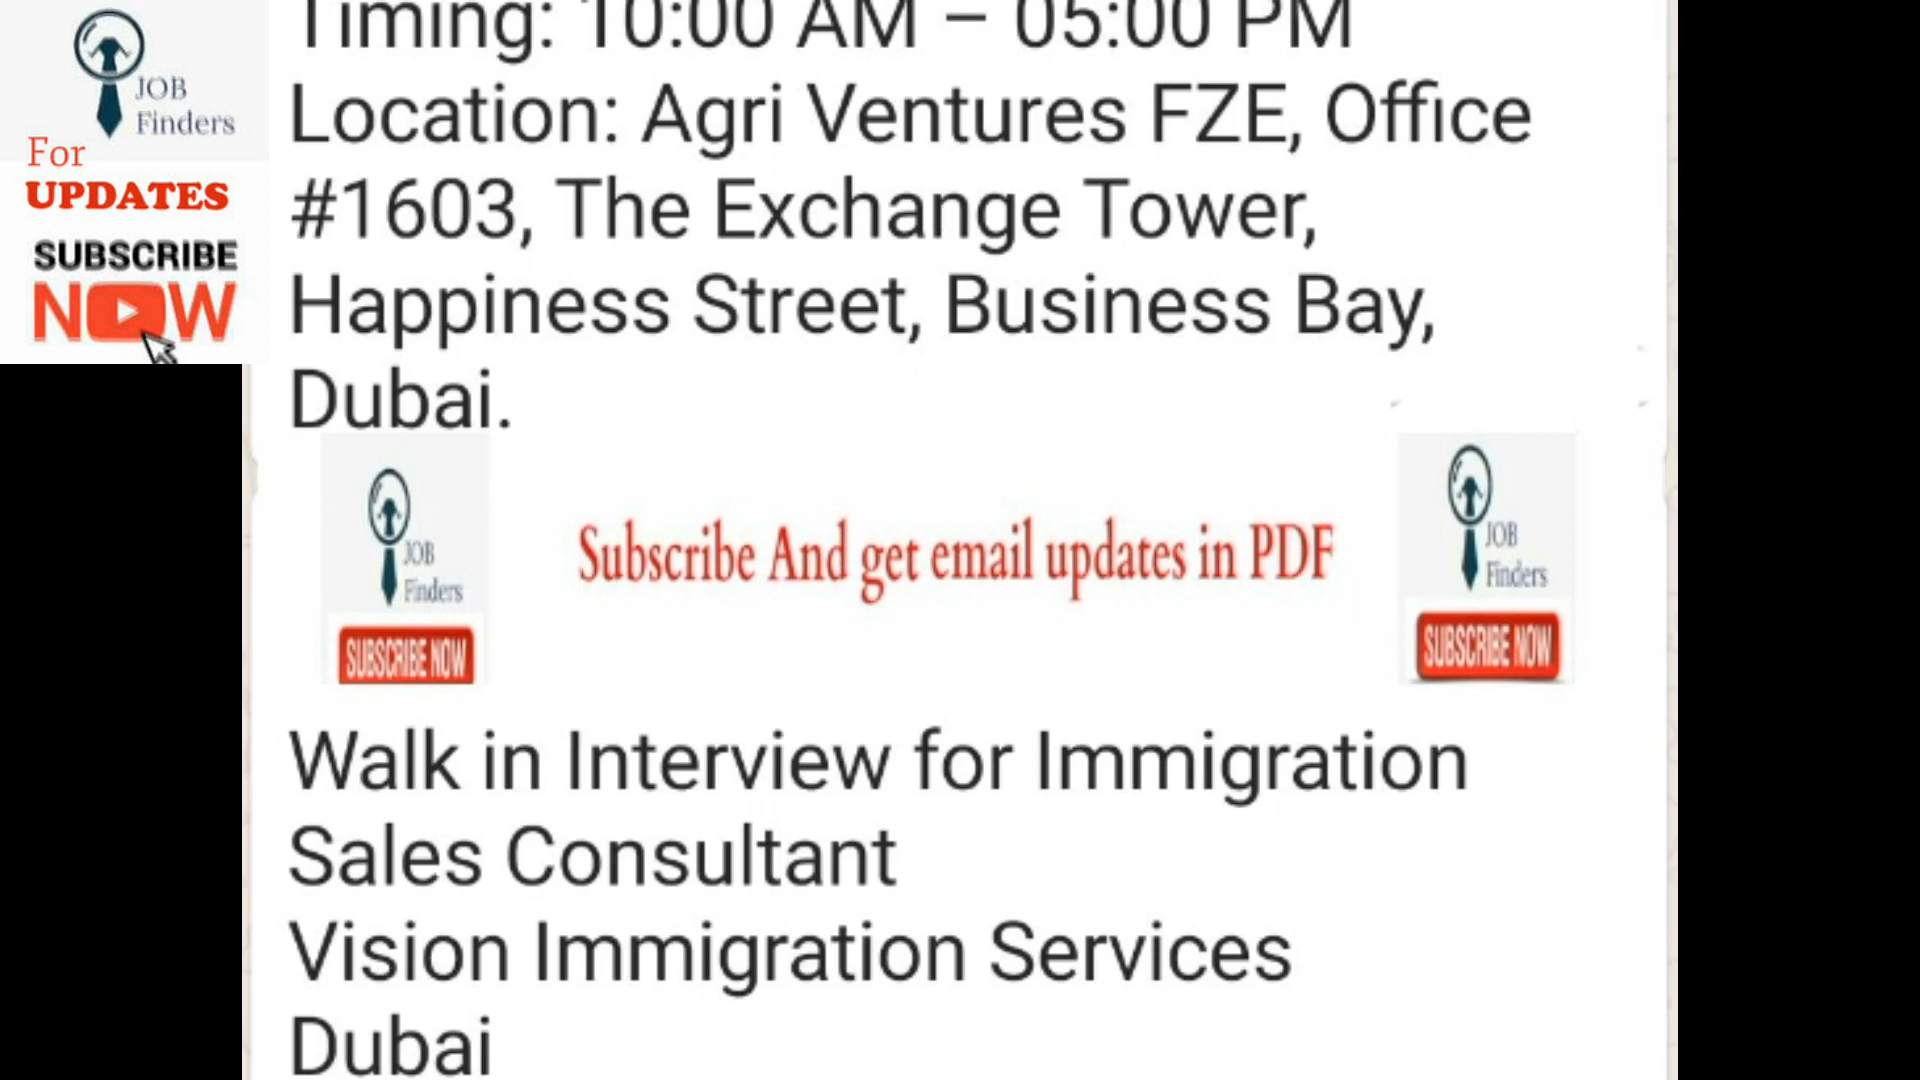 JOB
Finders
For
UPDATES
SUBSCRIBE
NOW
Timing: 10:00 AM – 05:00 PM
Location: Agri Ventures FZE, Office
#1603, The Exchange Tower,
Happiness Street, Business Bay,
Dubai.
JOB
Finders
SUBSCRIBE NOW
Subscribe And get email updates in PDF
JOB
Finders
SUBSCRIBE NOW
Walk in Interview for Immigration
Sales Consultant
Vision Immigration Services
Dubai